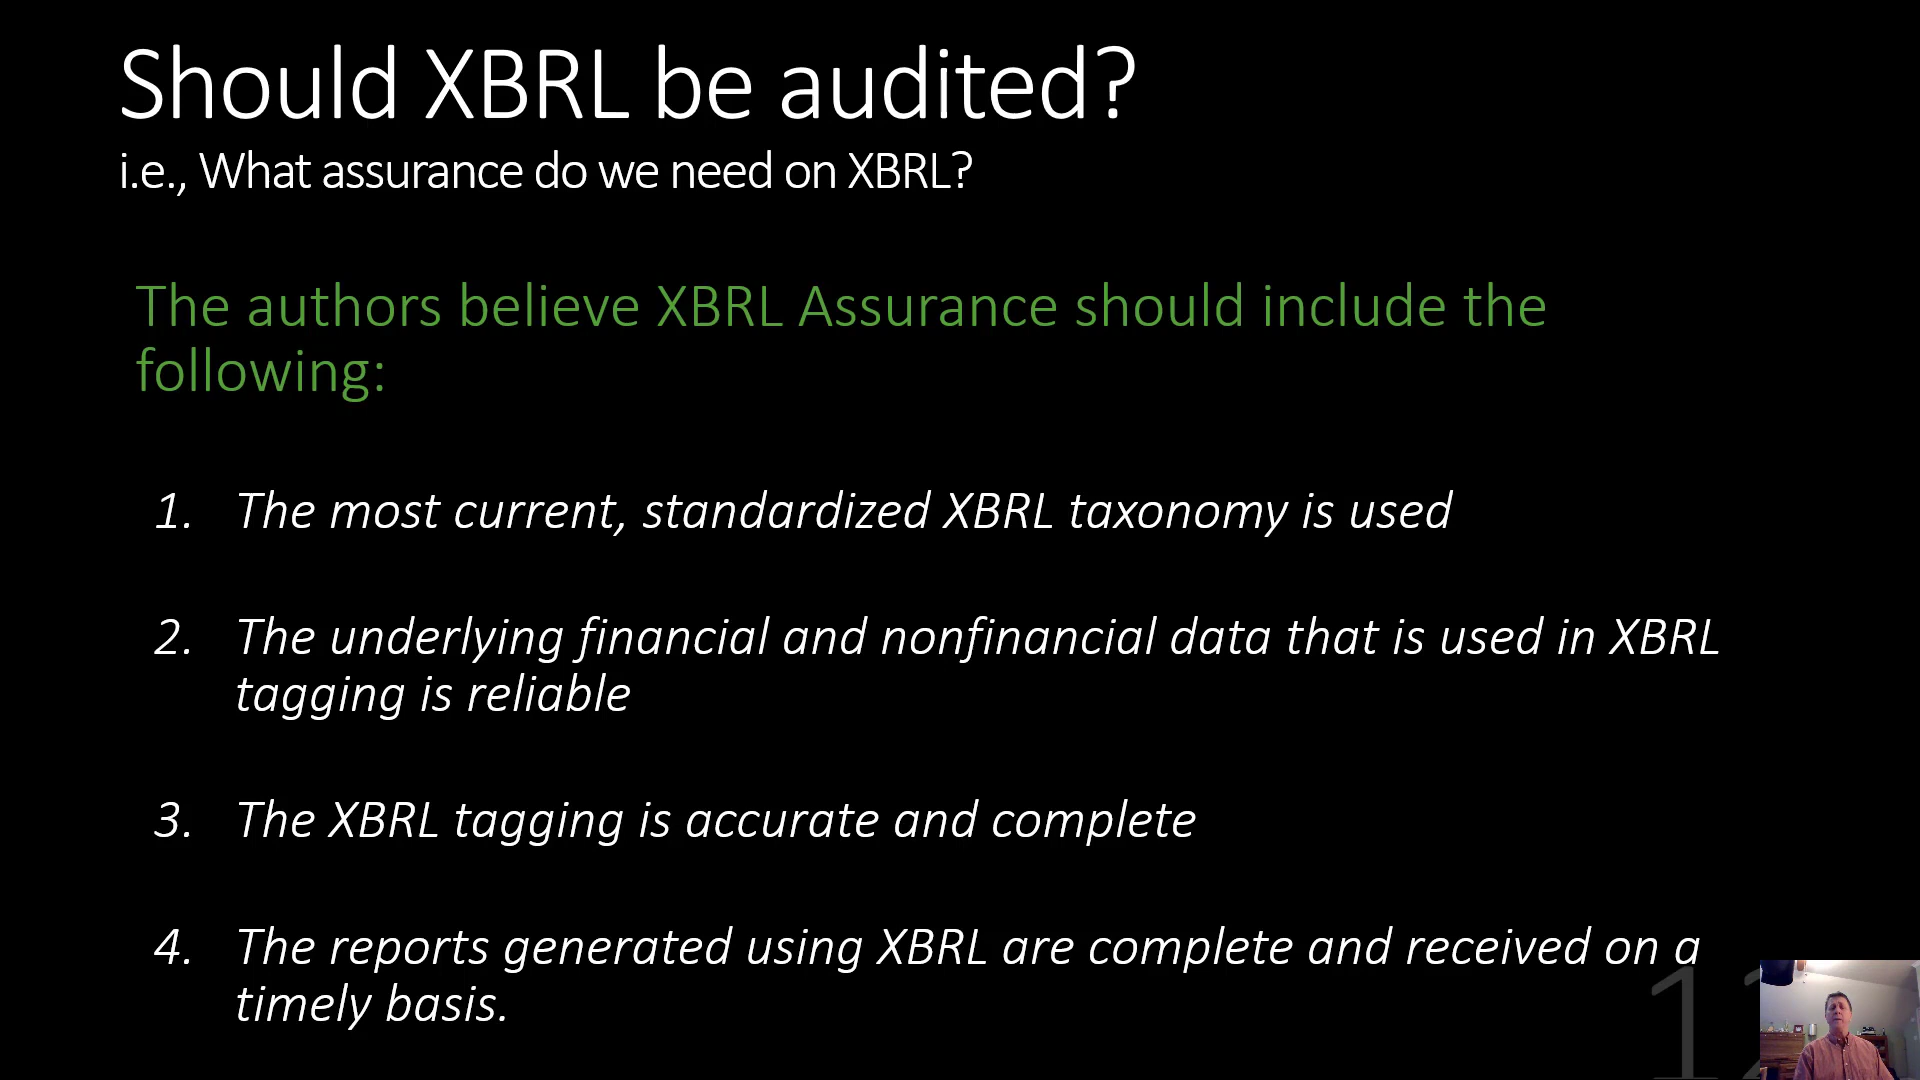 Should XBRL be audited?
i.e., What assurance do we need on XBRL?
The authors believe XBRL Assurance should include the
following:
1. The most current, standardized XBRL taxonomy is used
2. The underlying financial and nonfinancial data that is used in XBRL
tagging is reliable
3. The XBRL tagging is accurate and complete
4. The reports generated using XBRL are complete and received on a
timely basis.